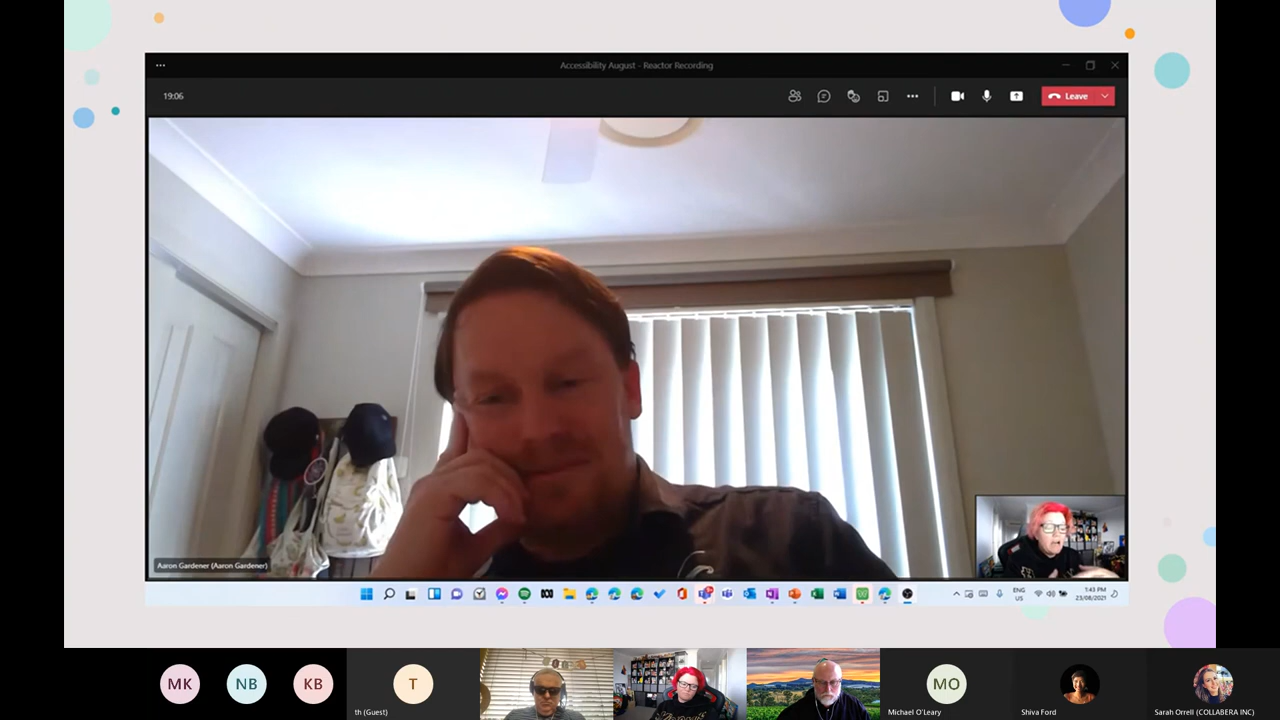 Accessibility August - Reactor Recording
19:06
Leave
Aaron Gardener (Aaron Gardener)
ENG
US
1:43 PM
25/08/2021
MK
NB
KB
T
MO
th (Guest)
Michael O'Leary
Shiva Ford
Sarah Orrell (COLLABERA INC)